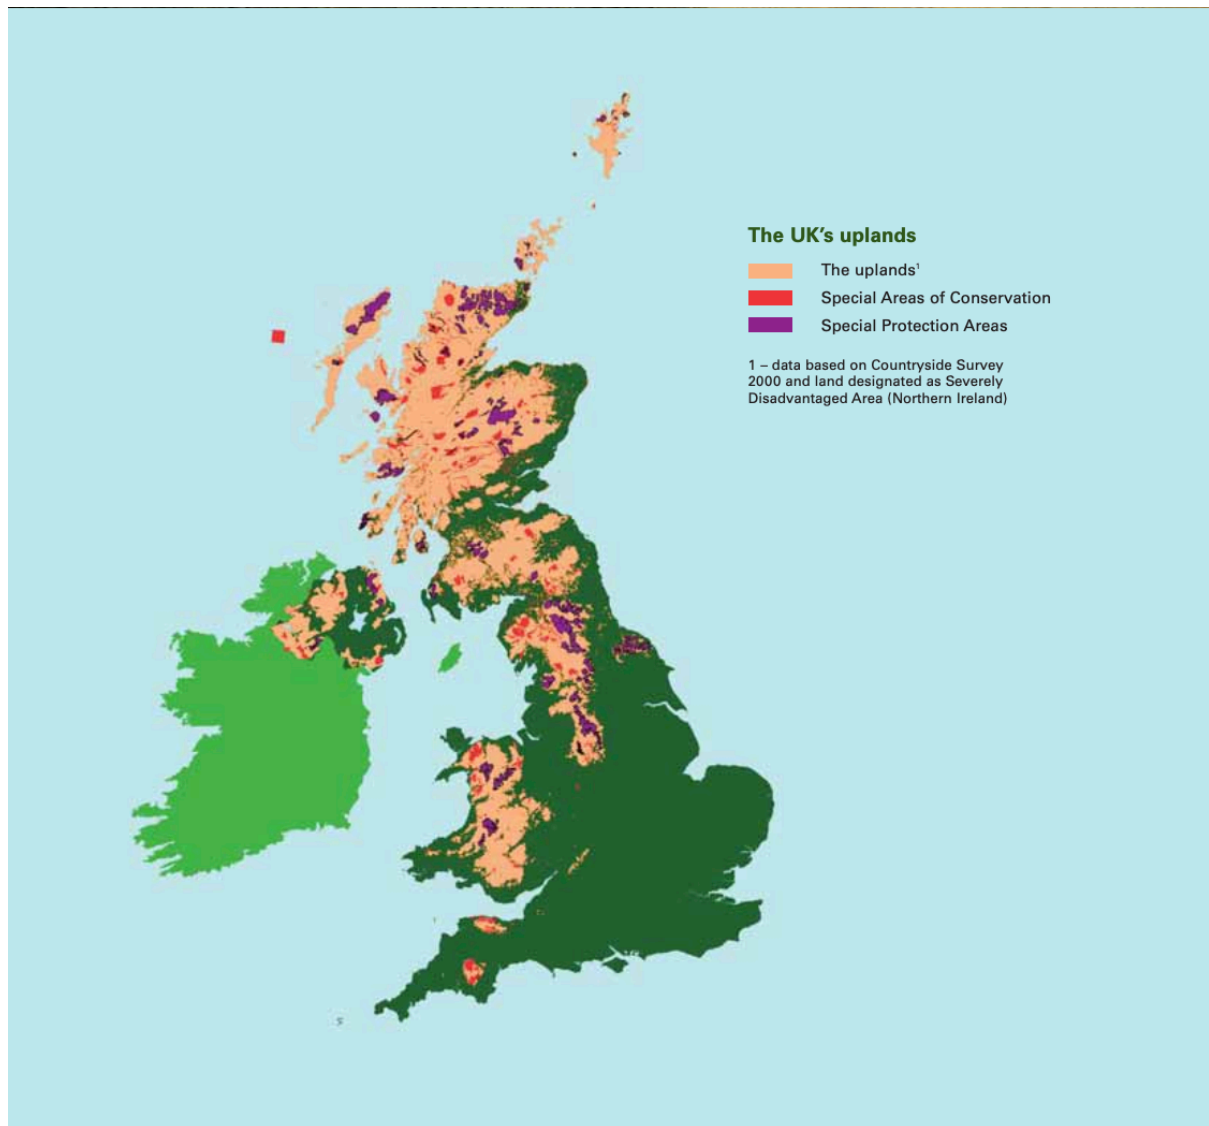 The UK’s uplands
The uplands¹
Special Areas of Conservation
Special Protection Areas
1 – data based on Countryside Survey
2000 and land designated as Severely
Disadvantaged Area (Northern Ireland)